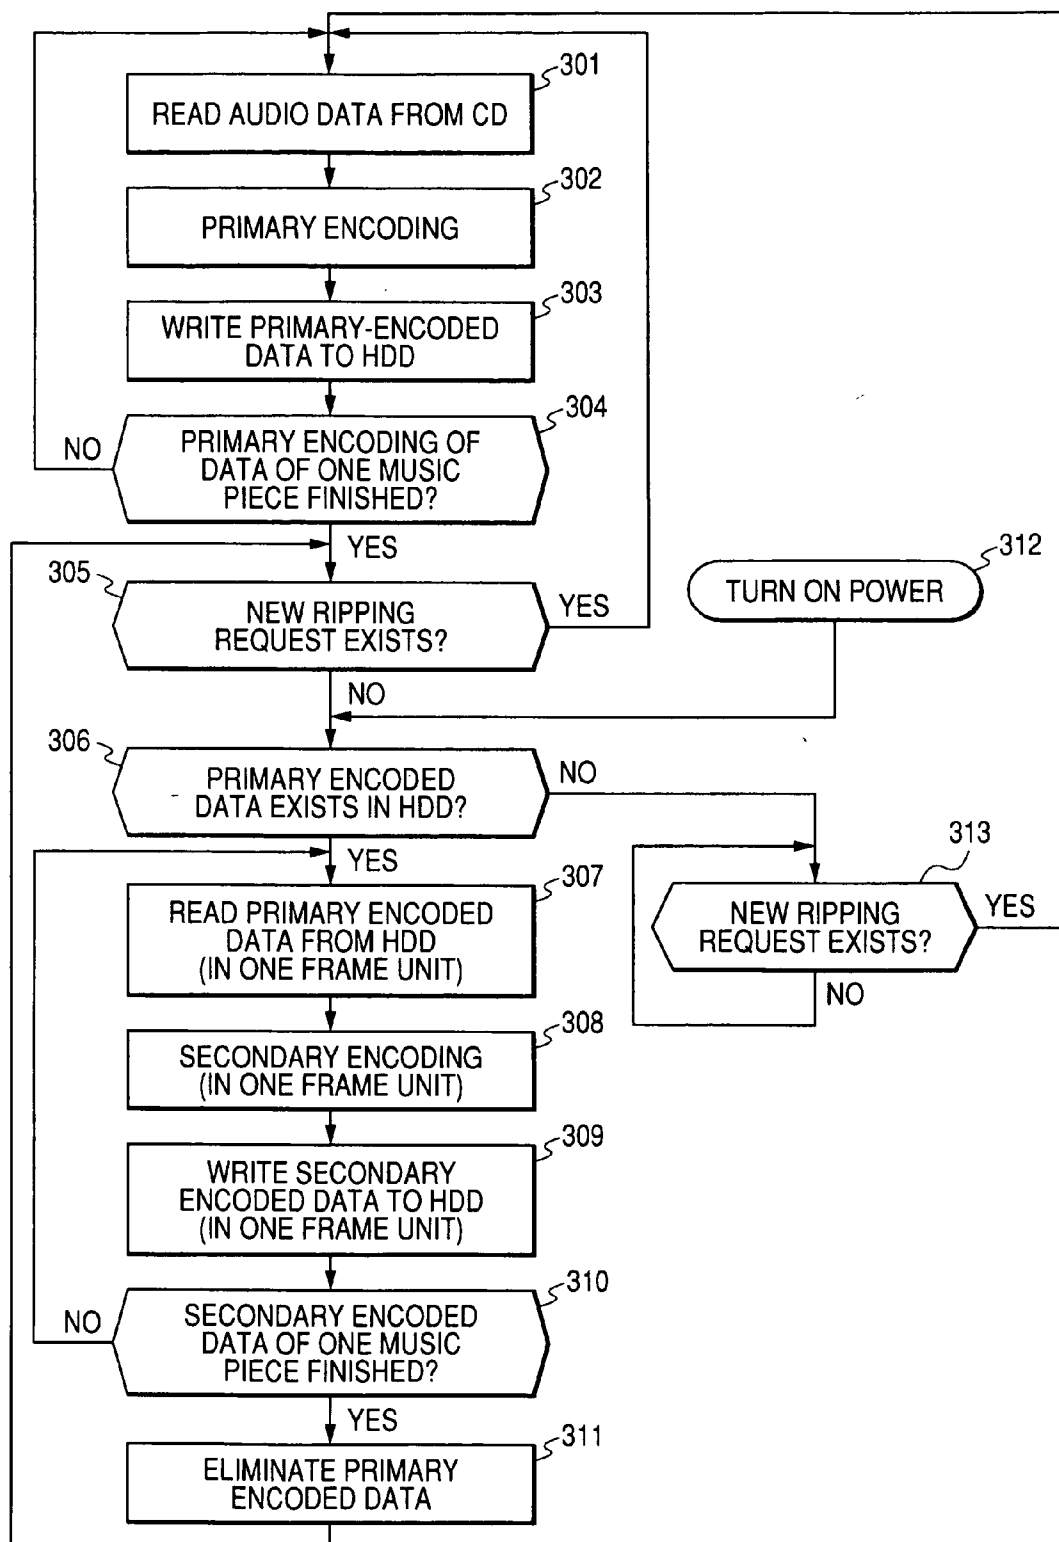 301
READ AUDIO DATA FROM CD
302
PRIMARY ENCODING
303
WRITE PRIMARY-ENCODED
DATA TO HDD
304
NO
PRIMARY ENCODING OF
DATA OF ONE MUSIC
PIECE FINISHED?
YES
305
NEW RIPPING
REQUEST EXISTS?
YES
NO
312
TURN ON POWER
306
PRIMARY ENCODED
DATA EXISTS IN HDD?
NO
YES
307
READ PRIMARY ENCODED
DATA FROM HDD
(IN ONE FRAME UNIT)
313
NEW RIPPING
REQUEST EXISTS?
YES
NO
308
SECONDARY ENCODING
(IN ONE FRAME UNIT)
309
WRITE SECONDARY
ENCODED DATA TO HDD
(IN ONE FRAME UNIT)
310
NO
SECONDARY ENCODED
DATA OF ONE MUSIC
PIECE FINISHED?
YES
311
ELIMINATE PRIMARY
ENCODED DATA